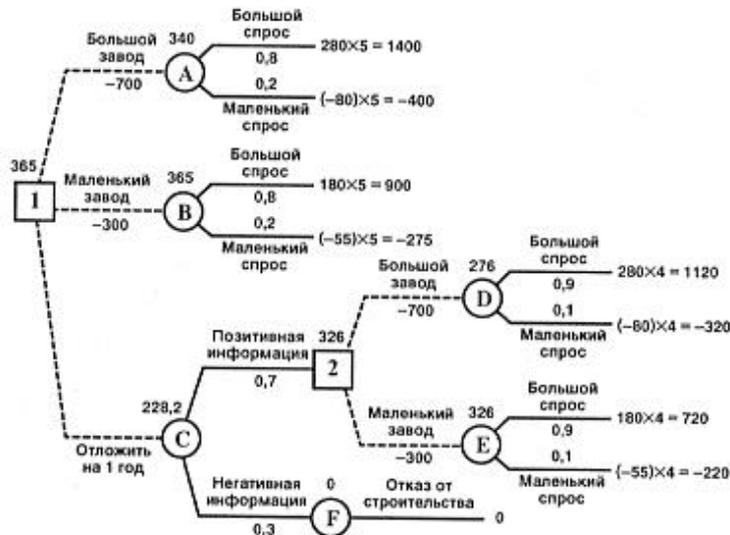 Большой
завод
–700
340
A
Большой
спрос
0,8
280×5 = 1400
0,2
Маленький
спрос
(–80)×5 = –400
365
1
Маленький
завод
–300
365
B
Большой
спрос
0,8
180×5 = 900
0,2
Маленький
спрос
(–55)×5 = –275
Отложить
на 1 год
228,2
C
Позитивная
информация
0,7
326
2
Большой
завод
–700
276
D
Большой
спрос
0,9
280×4 = 1120
0,1
Маленький
спрос
(–80)×4 = –320
Маленький
завод
–300
326
E
Большой
спрос
0,9
180×4 = 720
0,1
Маленький
спрос
(–55)×4 = –220
Негативная
информация
0,3
0
F
Отказ от
строительства
0